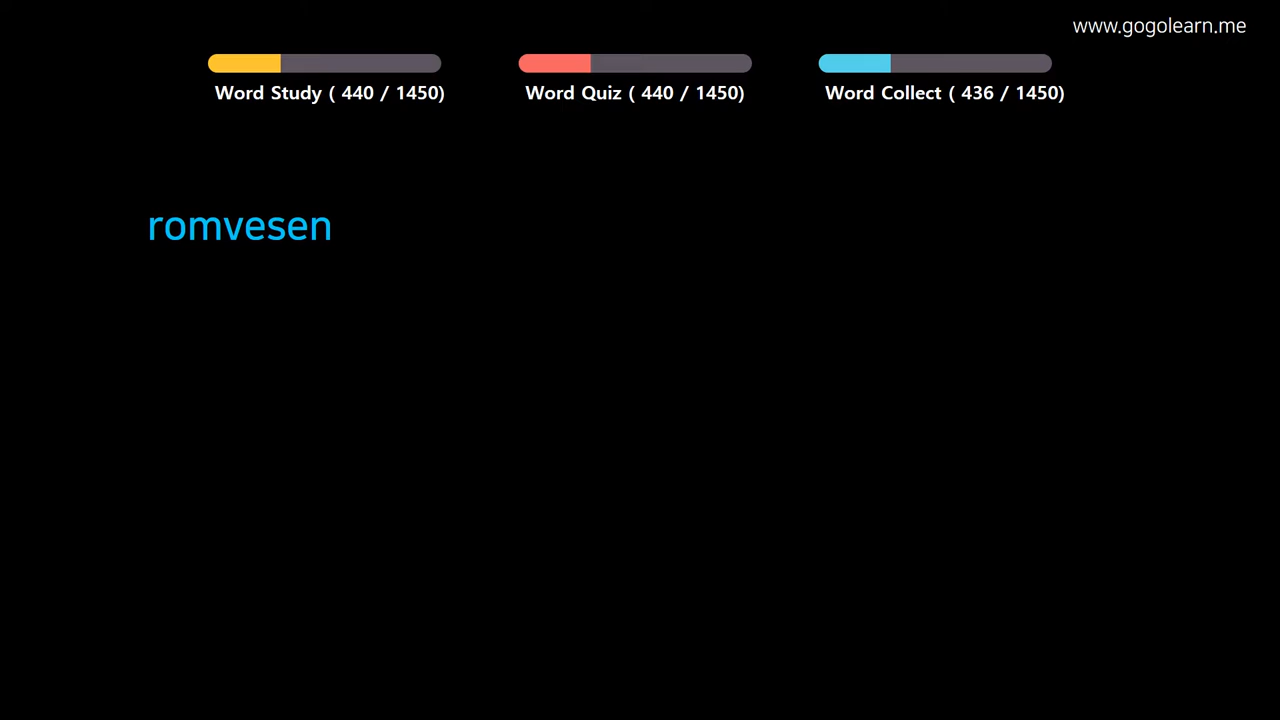 www.gogolearn.me
Word Study ( 440 / 1450)
Word Quiz ( 440 / 1450)
Word Collect ( 436 / 1450)
romvesen